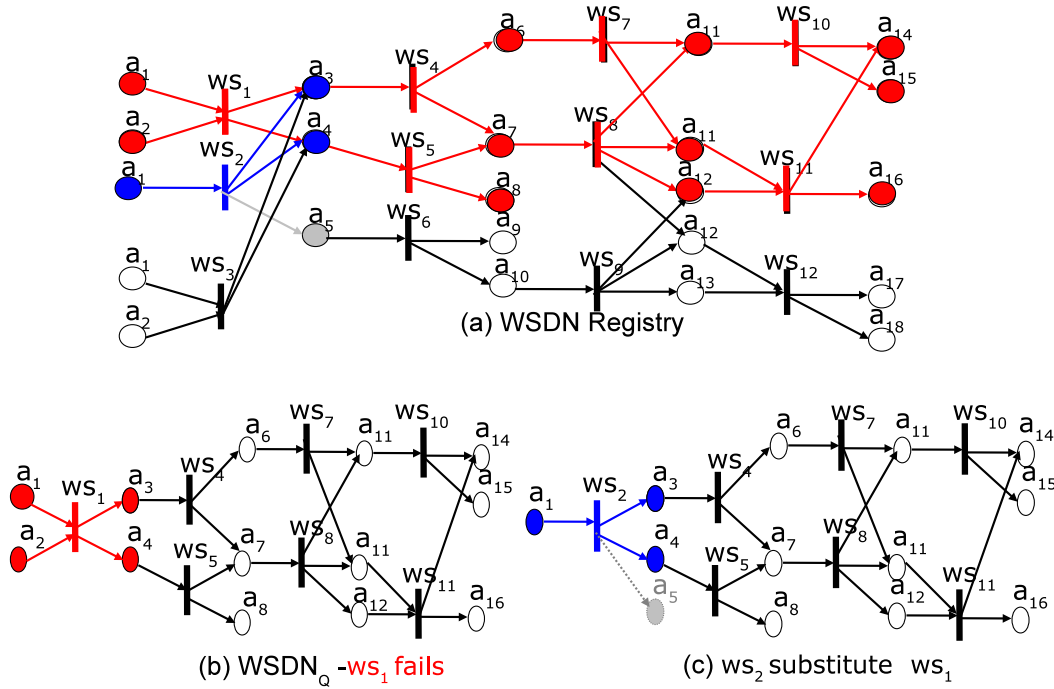 a₁ ws₁ a₃ ws₄ a₆ ws₇ a₁₁ ws₁₀ a₁₄
a₁₅
a₂ ws₂ a₄ ws₅ a₇ ws₈ a₁₁ ws₁₁
a₁ a₅ ws₆ a₈ a₁₂ a₁₆
a₉ a₁₂
a₁ ws₃ a₁₀ ws₉ a₁₃ ws₁₂ a₁₇
a₂ a₁₈
(a) WSDN Registry
ws₇ ws₁₀
a₆ a₁₁ a₁₄
a₁ ws₁ a₃ ws₄ a₁₅
a₂ a₄ ws₅ a₇ ws₈ a₁₁ ws₁₁
a₈ a₁₂ a₁₆
(b) WSDN_Q -ws₁ fails
ws₇ ws₁₀
a₆ a₁₁ a₁₄
a₁ ws₂ a₃ ws₄ a₁₅
a₄ ws₅ a₇ ws₈ a₁₁ ws₁₁
a₅ a₈ a₁₂ a₁₆
(c) ws₂ substitute ws₁